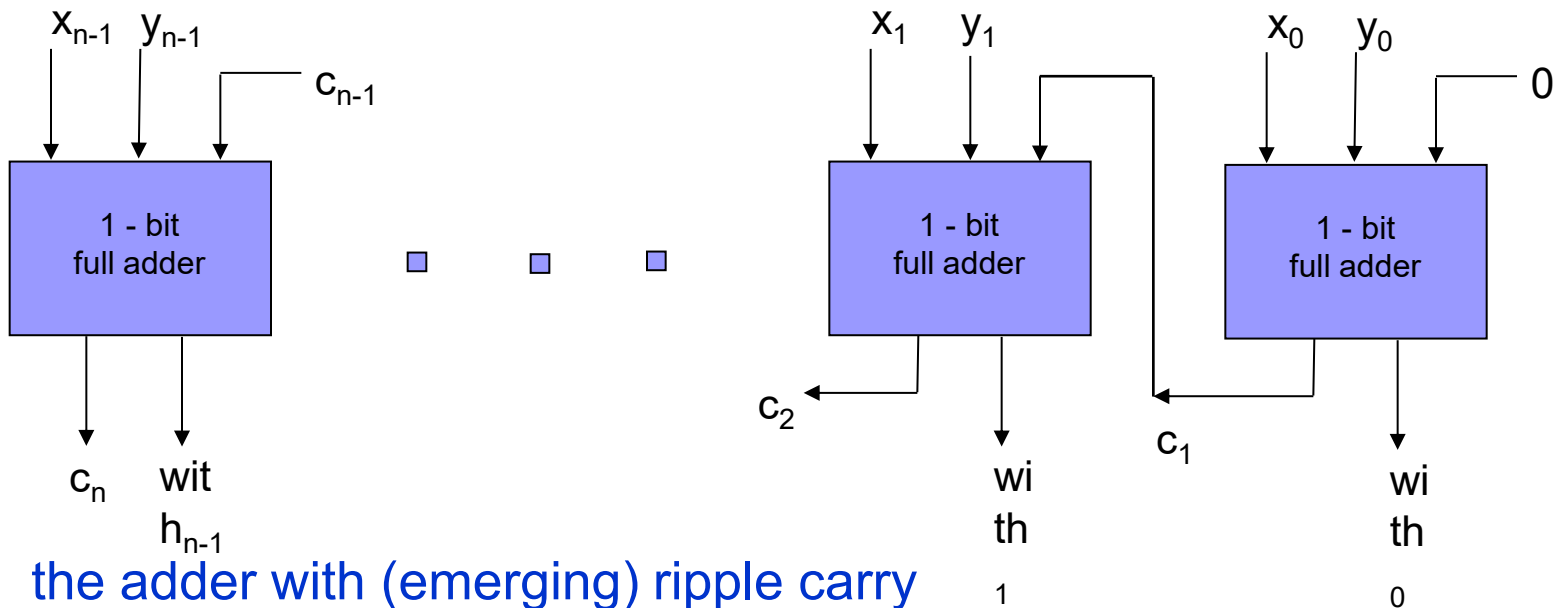 xₙ₋₁ yₙ₋₁ x₁ y₁ x₀ y₀
cₙ₋₁ 0
1 - bit
full adder
1 - bit
full adder
1 - bit
full adder
c₂
c₁
cₙ
wit
hₙ₋₁
wi
th
1
wi
th
0
the adder with (emerging) ripple carry